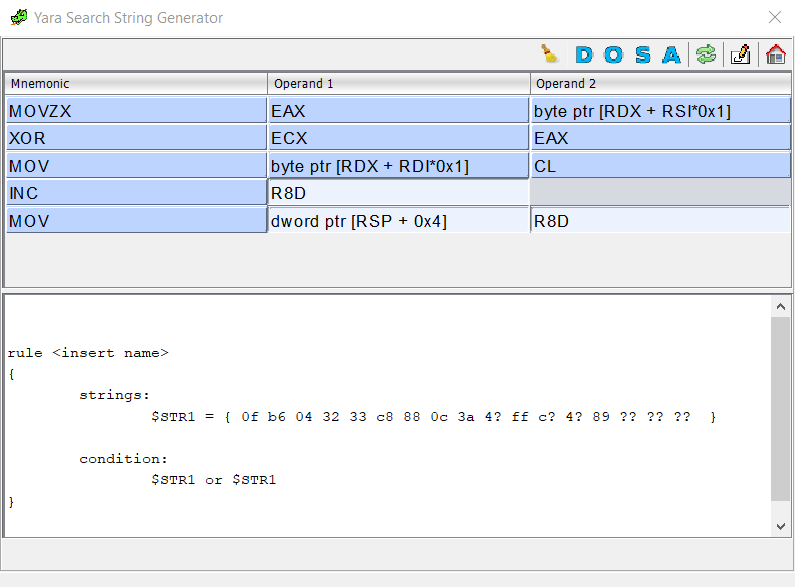 Yara Search String Generator
D O S A
Mnemonic Operand 1 Operand 2
MOVZX EAX byte ptr [RDX + RSI*0x1]
XOR ECX EAX
MOV byte ptr [RDX + RDI*0x1] CL
INC R8D
MOV dword ptr [RSP + 0x4] R8D
rule <insert name>
{
strings:
$STR1 = { 0f b6 04 32 33 c8 88 0c 3a 4? ff c? 4? 89 ?? ?? ?? }
condition:
$STR1 or $STR1
}